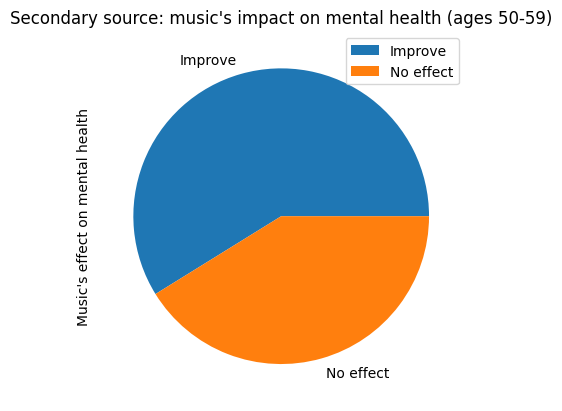 Secondary source: music's impact on mental health (ages 50-59)
Improve
Improve
No effect
Music's effect on mental health
No effect